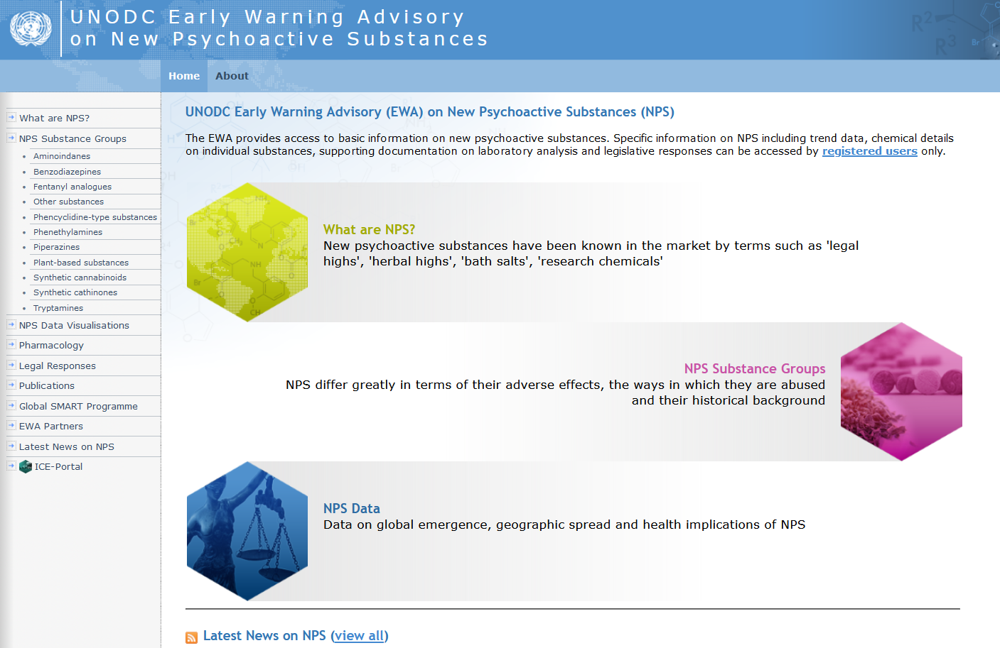 UNODC Early Warning Advisory
on New Psychoactive Substances
Home
About
What are NPS?
NPS Substance Groups
Aminoindanes
Benzodiazepines
Fentanyl analogues
Other substances
Phencyclidine-type substances
Phenethylamines
Piperazines
Plant-based substances
Synthetic cannabinoids
Synthetic cathinones
Tryptamines
NPS Data Visualisations
Pharmacology
Legal Responses
Publications
Global SMART Programme
EWA Partners
Latest News on NPS
ICE-Portal
UNODC Early Warning Advisory (EWA) on New Psychoactive Substances (NPS)
The EWA provides access to basic information on new psychoactive substances. Specific information on NPS including trend data, chemical details
on individual substances, supporting documentation on laboratory analysis and legislative responses can be accessed by registered users only.
What are NPS?
New psychoactive substances have been known in the market by terms such as 'legal
highs', 'herbal highs', 'bath salts', 'research chemicals'
NPS Substance Groups
NPS differ greatly in terms of their adverse effects, the ways in which they are abused
and their historical background
NPS Data
Data on global emergence, geographic spread and health implications of NPS
Latest News on NPS (view all)